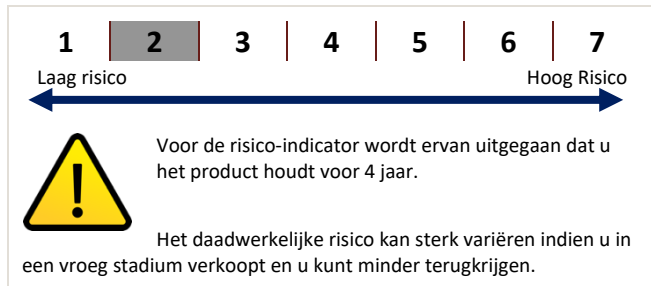 1 2 3 4 5 6 7
Laag risico Hoog Risico
Voor de risico-indicator wordt ervan uitgegaan dat u
het product houdt voor 4 jaar.
Het daadwerkelijke risico kan sterk variëren indien u in
een vroeg stadium verkoopt en u kunt minder terugkrijgen.